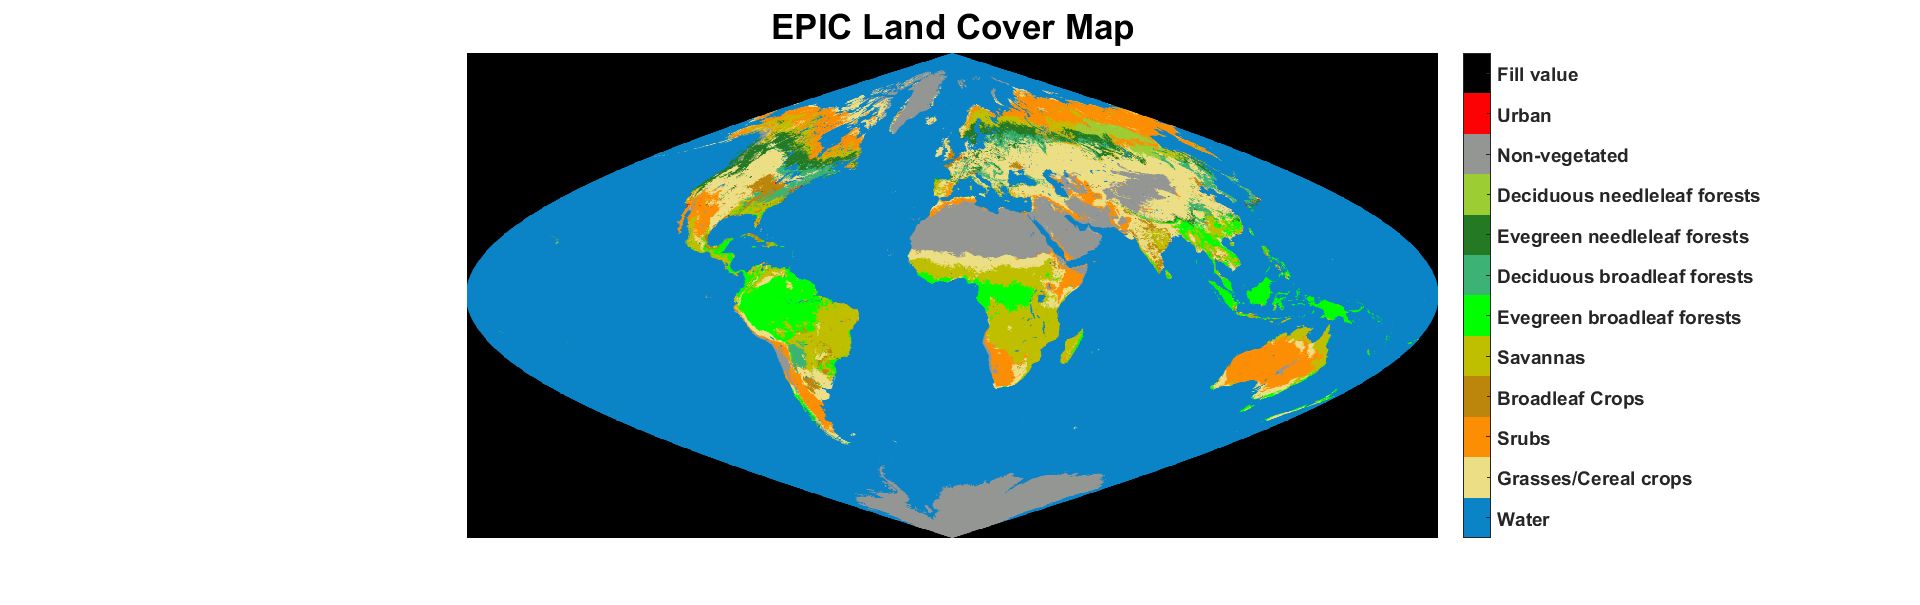 EPIC Land Cover Map
Fill value
Urban
Non-vegetated
Deciduous needleleaf forests
Evegreen needleleaf forests
Deciduous broadleaf forests
Evegreen broadleaf forests
Savannas
Broadleaf Crops
Srubs
Grasses/Cereal crops
Water